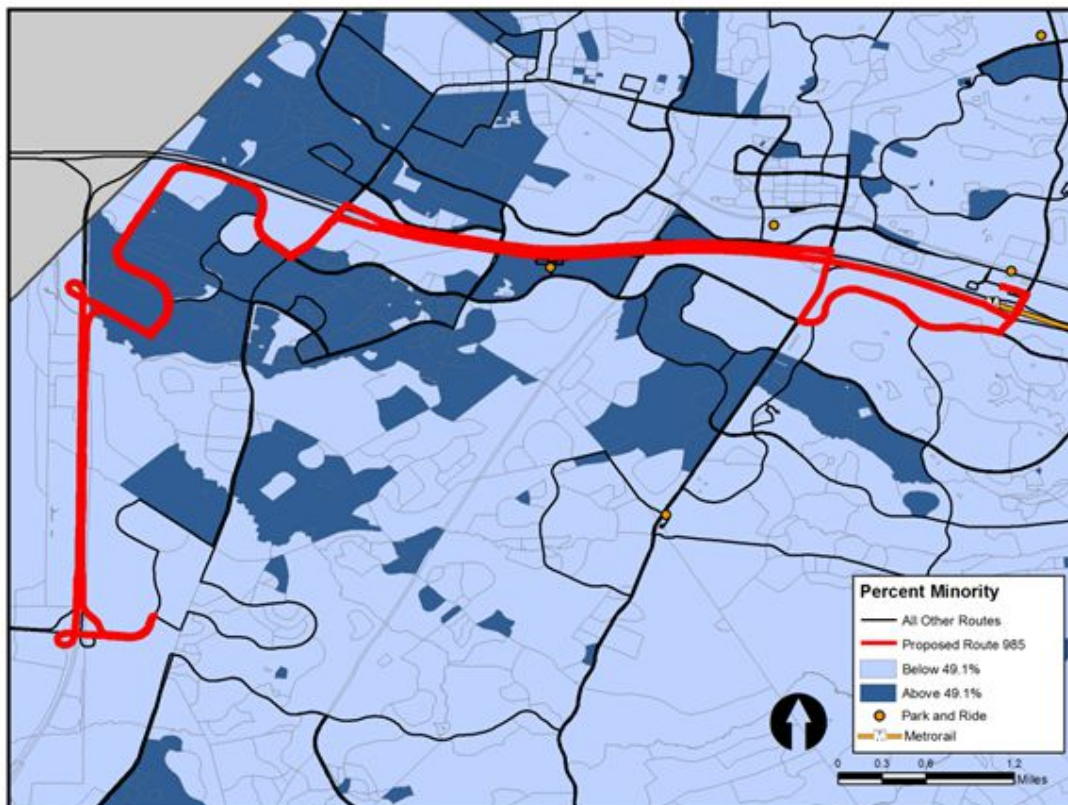 Percent Minority
All Other Routes
Proposed Route 985
Below 49.1%
Above 49.1%
Park and Ride
M Metrorail
0 0.3 0.6 1.2
Miles